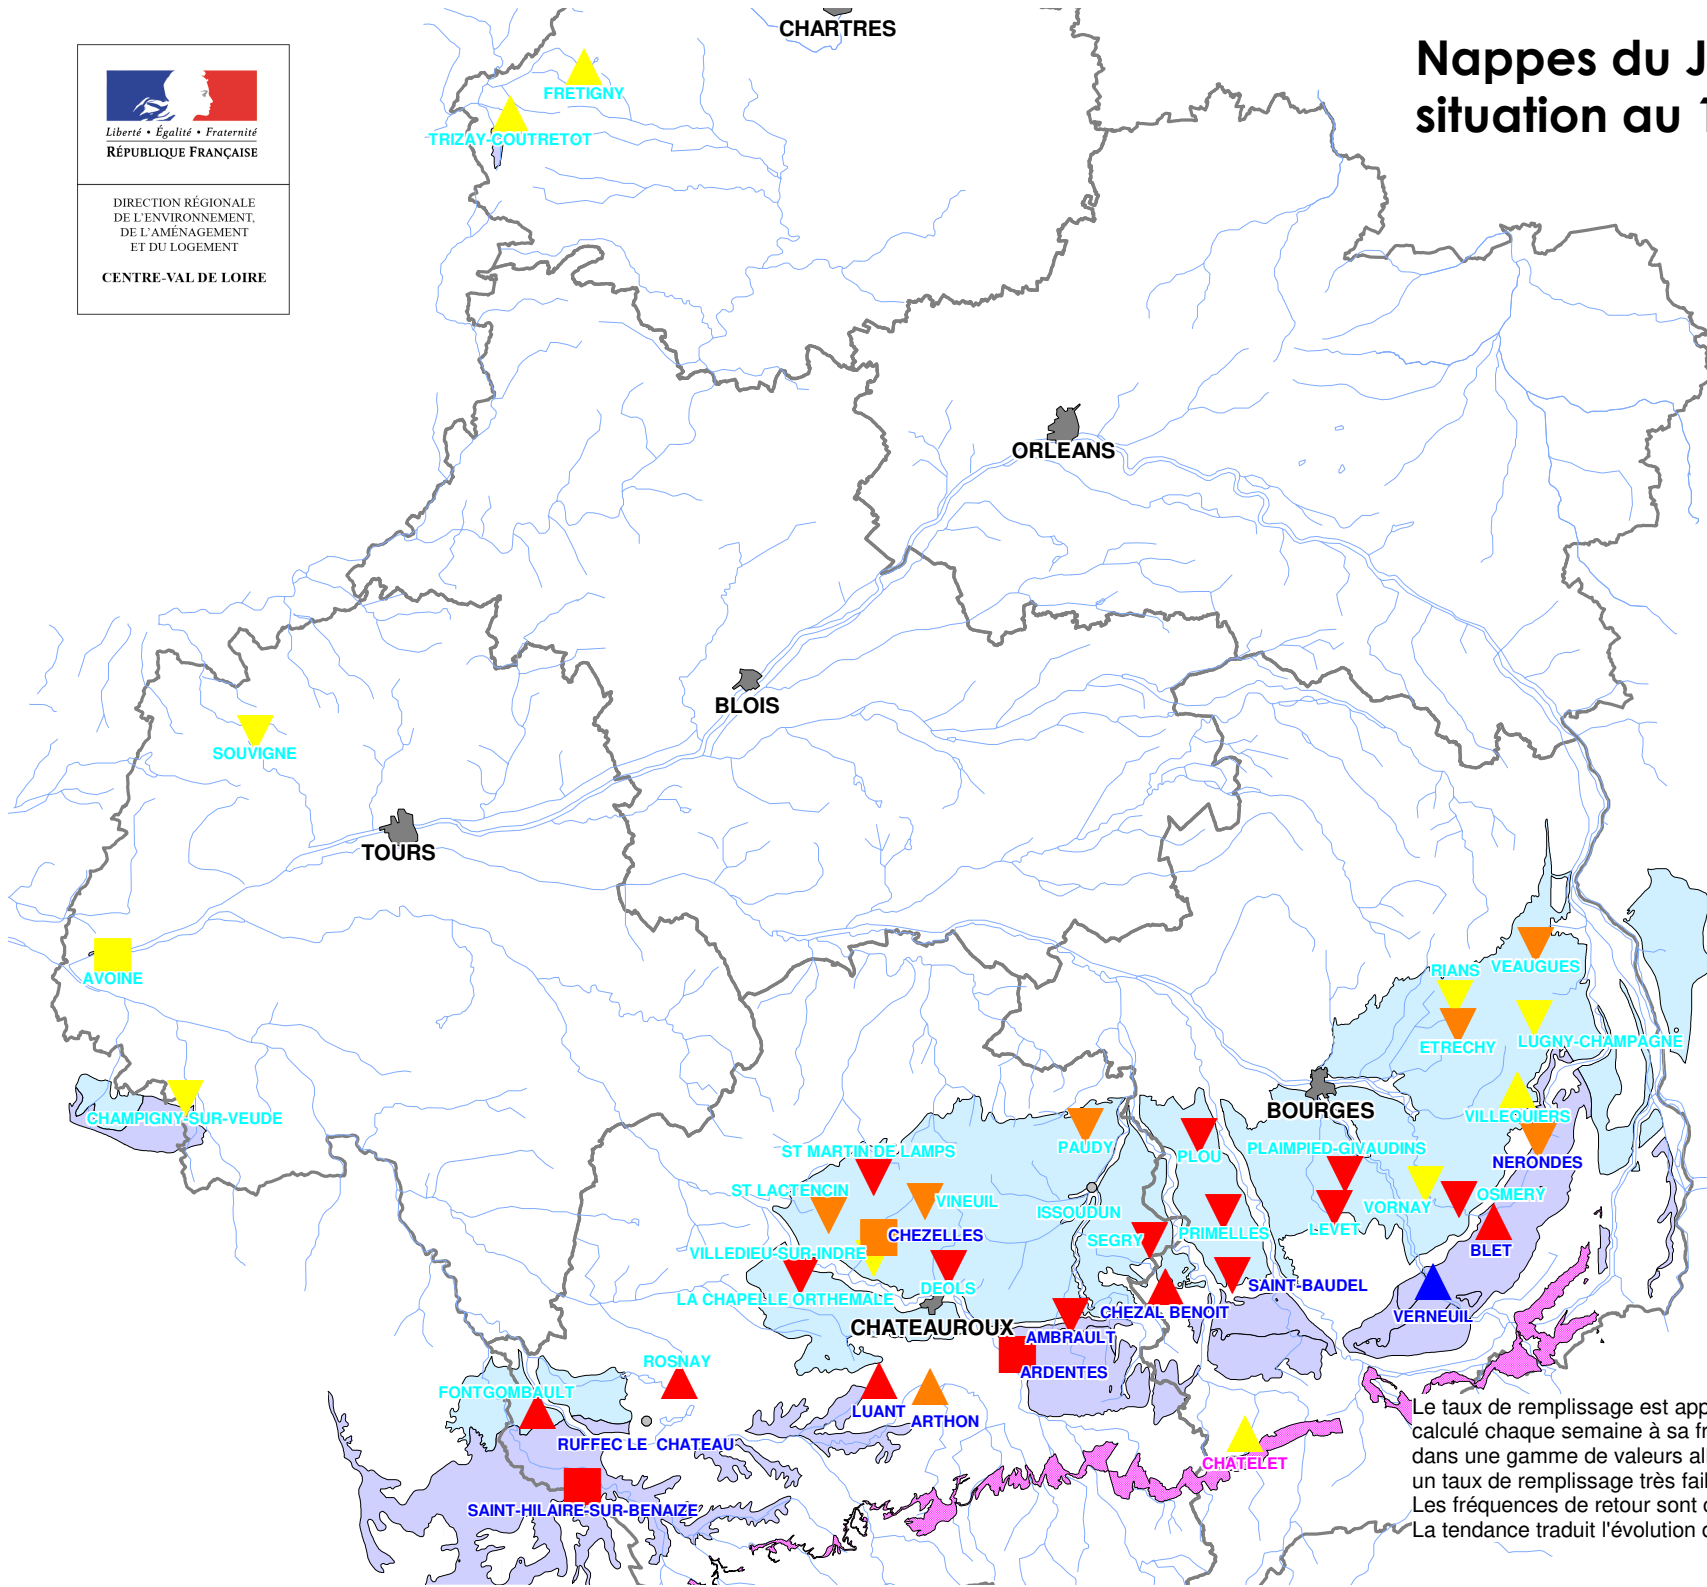 CHARTRES
Nappes du J
situation au 1
FRETIGNY
TRIZAY-COUTRETOT
Liberté • Égalité • Fraternité
RÉPUBLIQUE FRANÇAISE
DIRECTION RÉGIONALE
DE L'ENVIRONNEMENT,
DE L'AMÉNAGEMENT
ET DU LOGEMENT
CENTRE-VAL DE LOIRE
ORLEANS
BLOIS
SOUVIGNE
TOURS
AVOINE
RIANS
VEAUGUES
ETRECHY
LUGNY-CHAMPAGNE
CHAMPIGNY-SUR-VEUDE
BOURGES
VILLEQUIERS
ST MARTIN DE LAMPS
PAUDY
PLOU
PLAIMPIED-GIVAUDINS
NERONDES
ST LACTENCIN
VINEUIL
ISSOUDUN
VORNAY
OSMERY
CHEZELLES
SEGRY
PRIMELLES
LEVET
BLET
VILLEDIEU-SUR-INDRE
DEOLS
SAINT-BAUDEL
LA CHAPELLE ORTHEMALE
CHEZAL BENOIT
VERNEUIL
CHATEAUROUX
AMBRAULT
ROSNAY
ARDENTES
FONTGOMBAULT
LUANT
ARTHON
RUFFEC LE CHATEAU
CHATELET
SAINT-HILAIRE-SUR-BENAIZE
Le taux de remplissage est app
calculé chaque semaine à sa fr
dans une gamme de valeurs all
un taux de remplissage très fail
Les fréquences de retour sont c
La tendance traduit l'évolution d